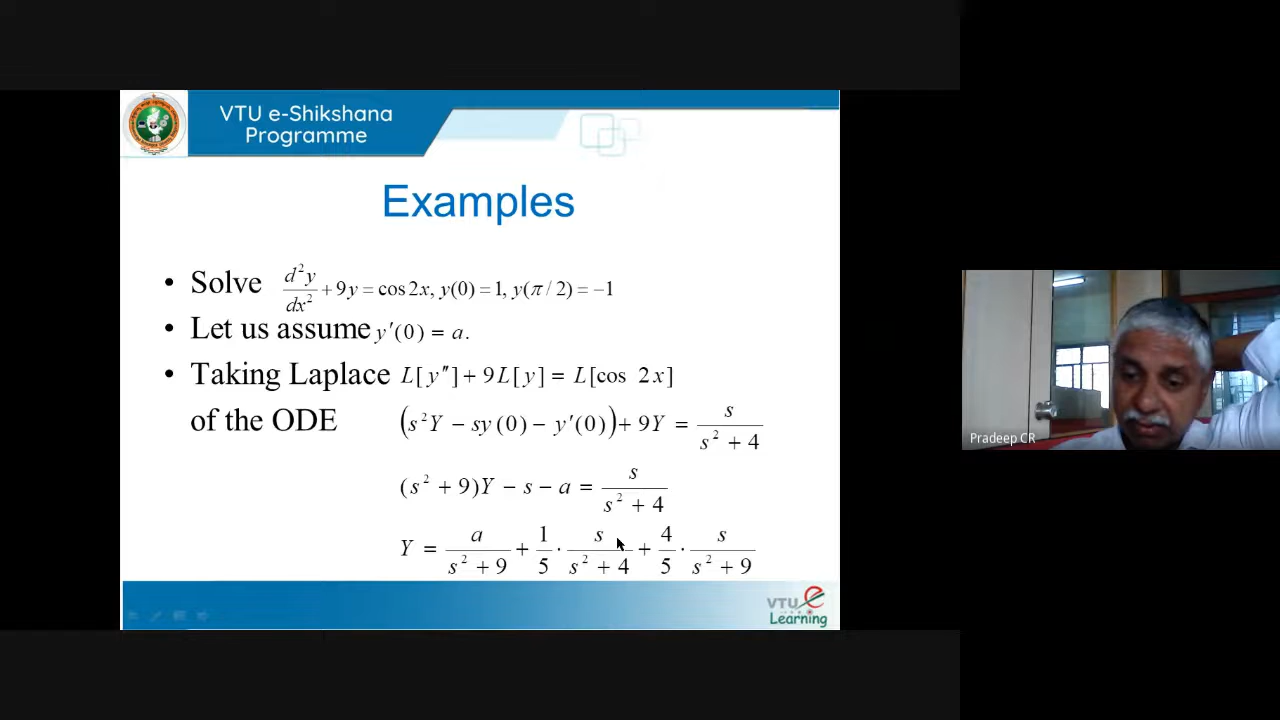 VTU e-Shikshana
Programme
Examples
• Solve d²y/dx² + 9y = cos 2x, y(0) = 1, y(π/2) = −1
• Let us assume y′(0) = a.
• Taking Laplace L[y″] + 9L[y] = L[cos 2x]
of the ODE (s²Y − sy(0) − y′(0)) + 9Y = s/(s² + 4)
(s² + 9)Y − s − a = s/(s² + 4)
Y = a/(s² + 9) + 1/5 · s/(s² + 4) + 4/5 · s/(s² + 9)
VTU e
Learning
Pradeep CR